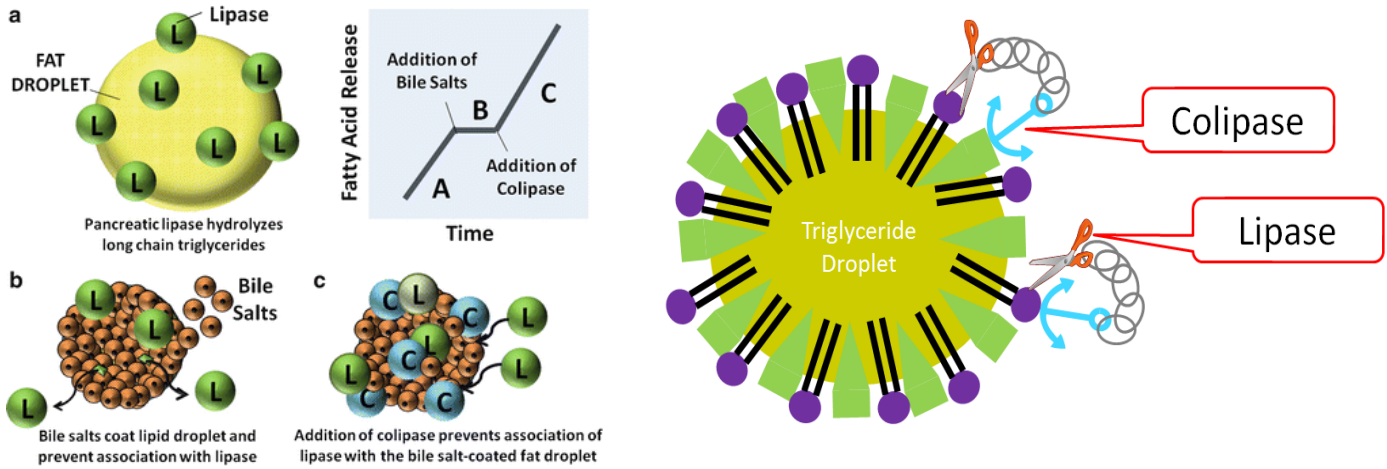 a
Lipase
L
FAT
DROPLET
L
L
L
L
L
L
Pancreatic lipase hydrolyzes
long chain triglycerides
Fatty Acid Release
Addition of
Bile Salts
B
C
A
Addition of
Colipase
Time
b
Bile
Salts
L
L
L
L
Bile salts coat lipid droplet and
prevent association with lipase
c
L
C
C
L
L
C
L
L
C
C
Addition of colipase prevents association of
lipase with the bile salt-coated fat droplet
Colipase
Lipase
Triglyceride
Droplet